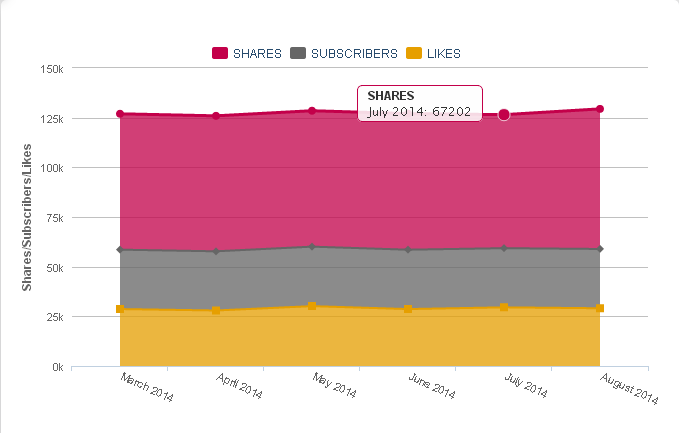 SHARES SUBSCRIBERS LIKES
150k
125k
100k
75k
50k
25k
0k
Shares/Subscribers/Likes
SHARES
July 2014: 67202
March 2014
April 2014
May 2014
June 2014
July 2014
August 2014